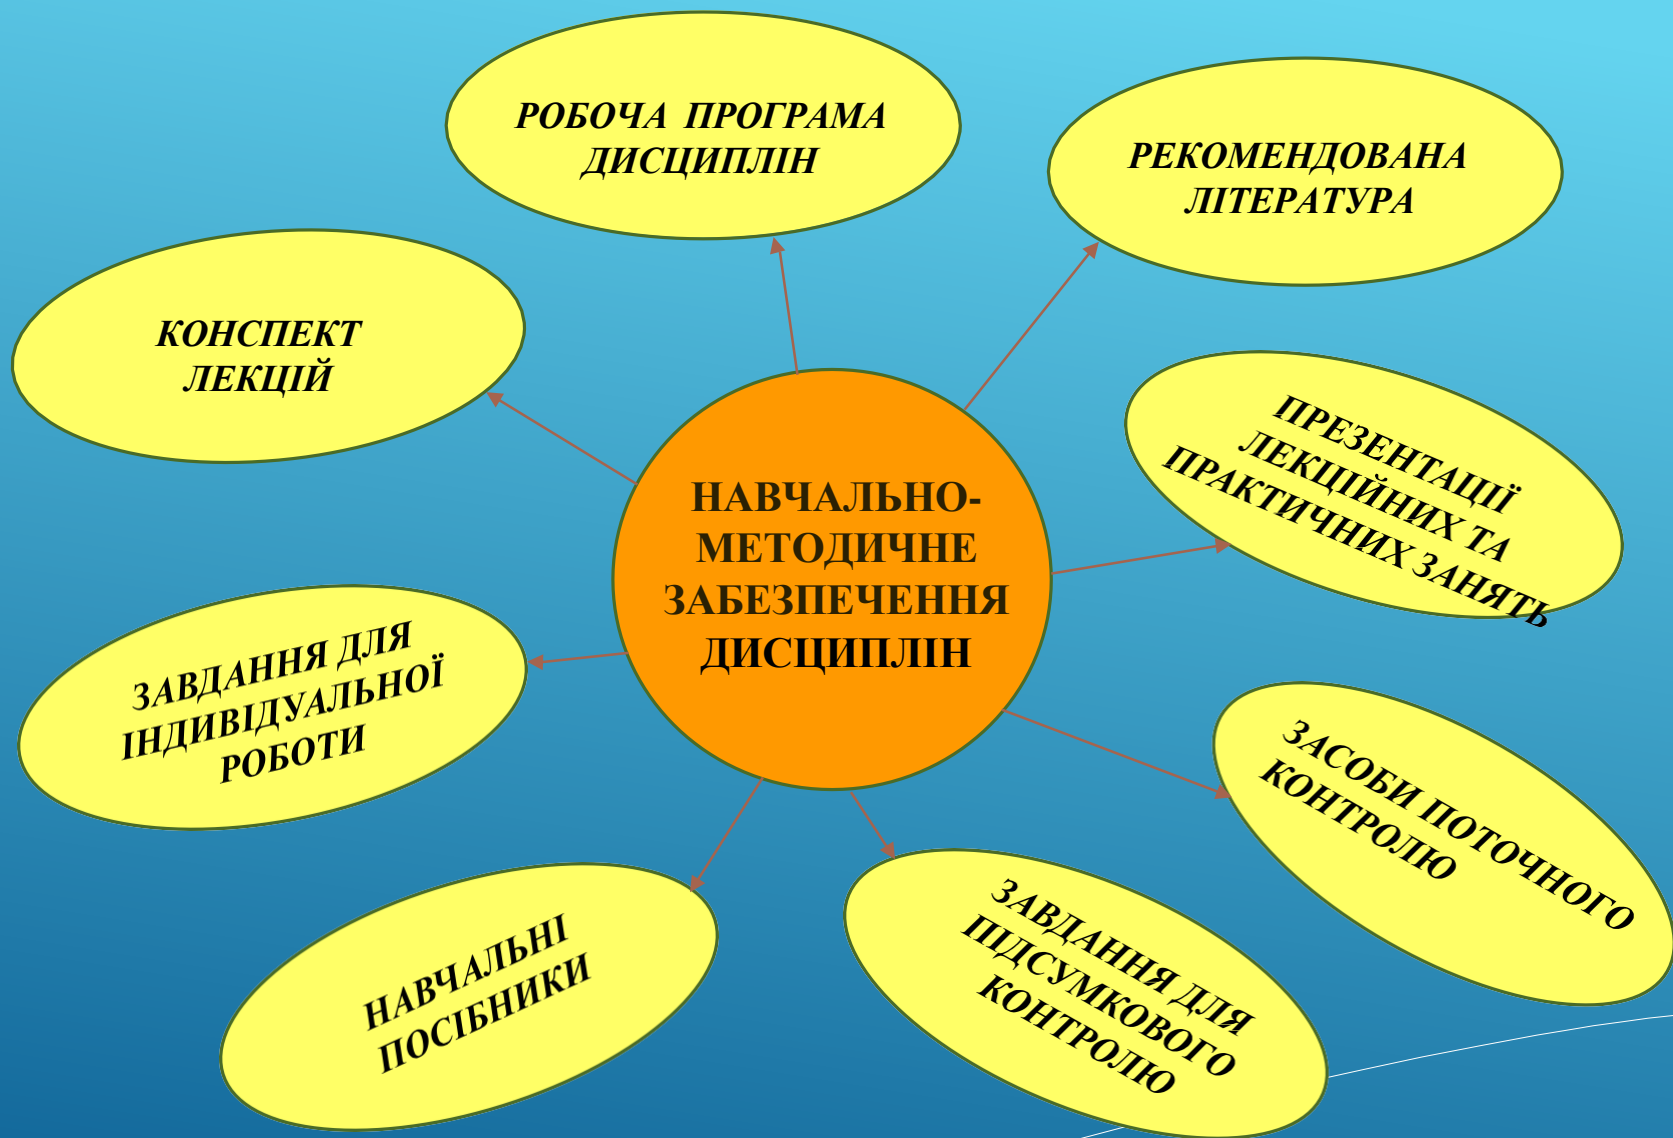 РОБОЧА ПРОГРАМА
ДИСЦИПЛІН
РЕКОМЕНДОВАНА
ЛІТЕРАТУРА
КОНСПЕКТ
ЛЕКЦІЙ
ПРЕЗЕНТАЦІЇ
ЛЕКЦІЙНИХ ТА
ПРАКТИЧНИХ ЗАНЯТЬ
НАВЧАЛЬНО-
МЕТОДИЧНЕ
ЗАБЕЗПЕЧЕННЯ
ДИСЦИПЛІН
ЗАВДАННЯ ДЛЯ
ІНДИВІДУАЛЬНОЇ
РОБОТИ
ЗАСОБИ ПОТОЧНОГО
КОНТРОЛЮ
НАВЧАЛЬНІ
ПОСІБНИКИ
ЗАВДАННЯ ДЛЯ
ПІДСУМКОВОГО
КОНТРОЛЮ